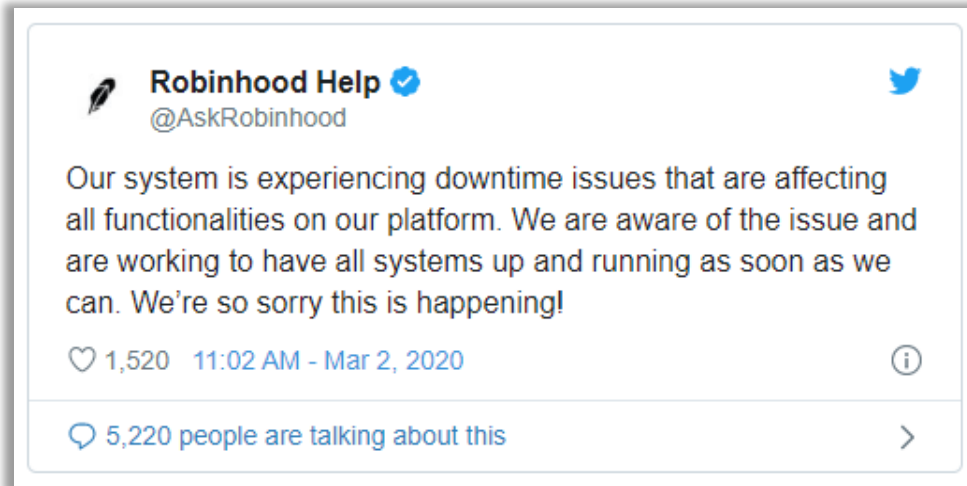 Robinhood Help
@AskRobinhood
Our system is experiencing downtime issues that are affecting
all functionalities on our platform. We are aware of the issue and
are working to have all systems up and running as soon as we
can. We’re so sorry this is happening!
1,520 11:02 AM - Mar 2, 2020
5,220 people are talking about this